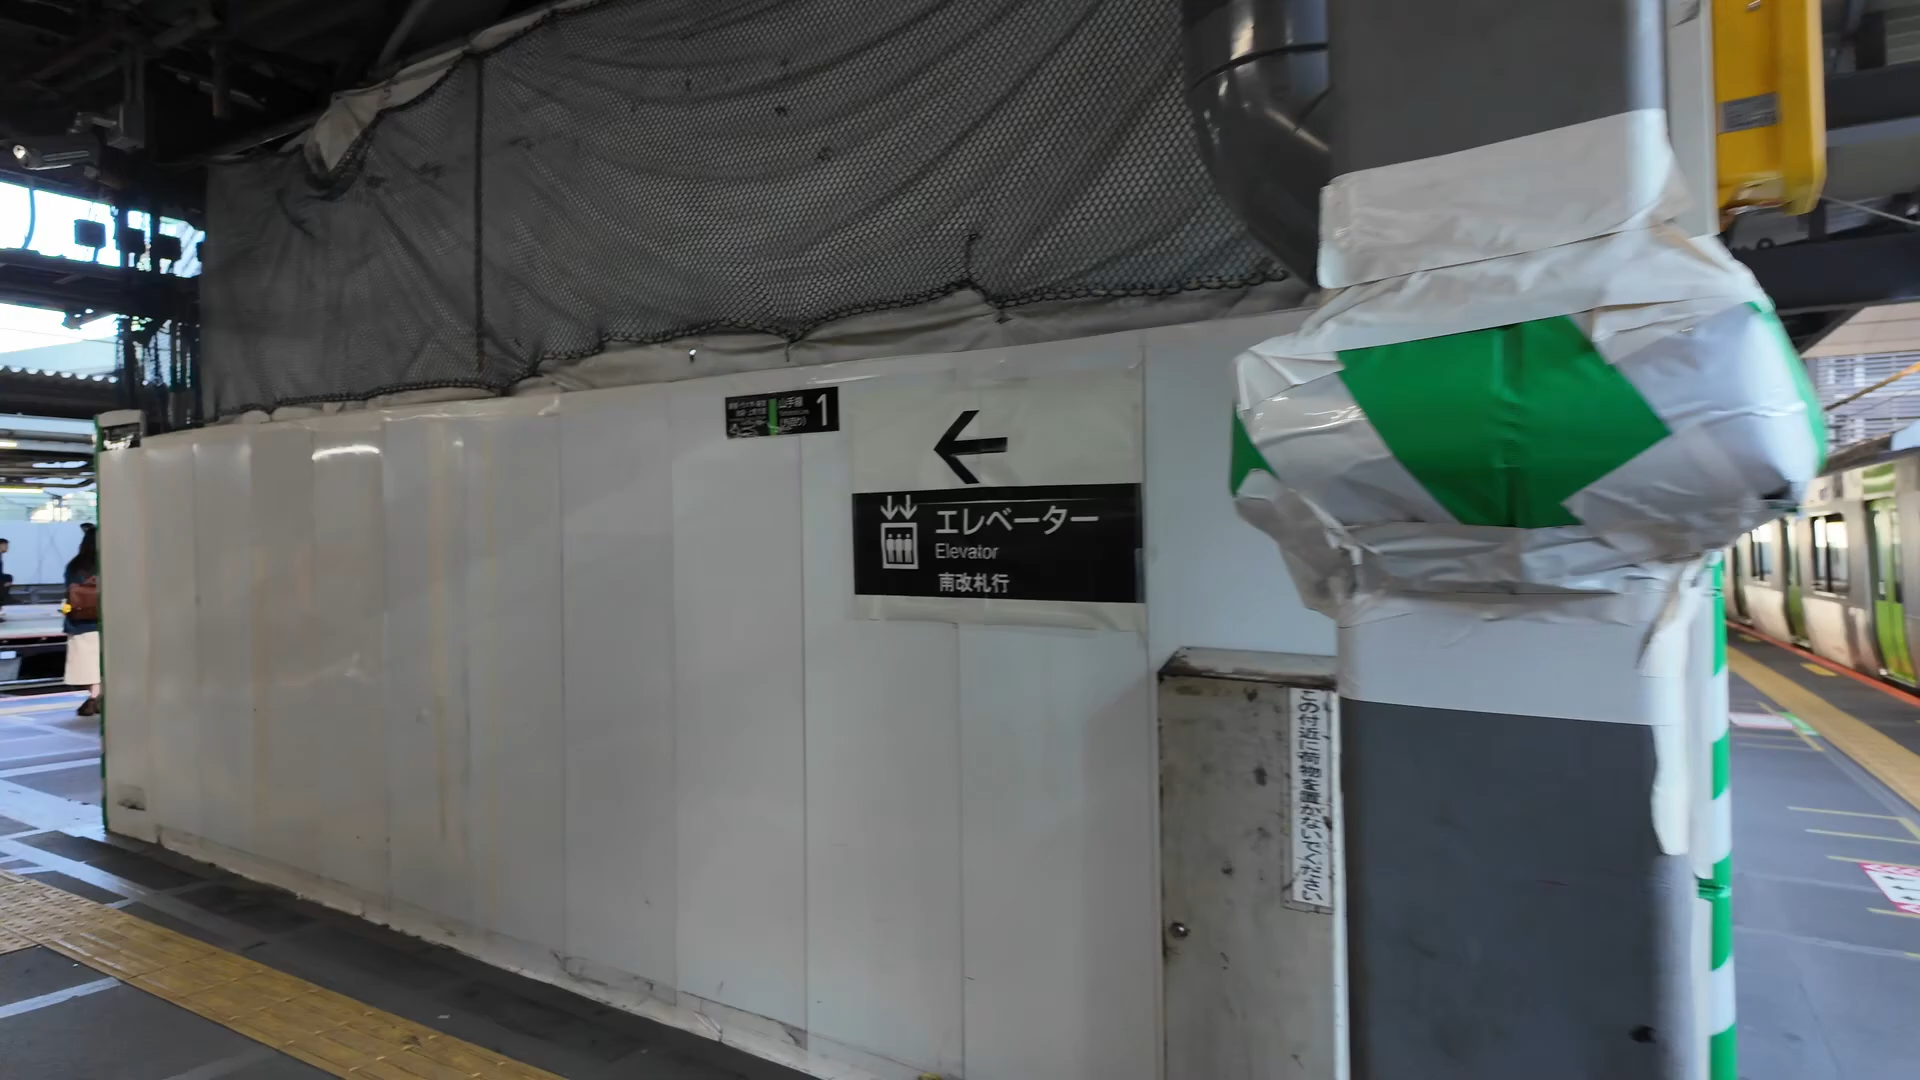 山手線
1
エレベーター
Elevator
南改札行
この付近に荷物を置かないでください